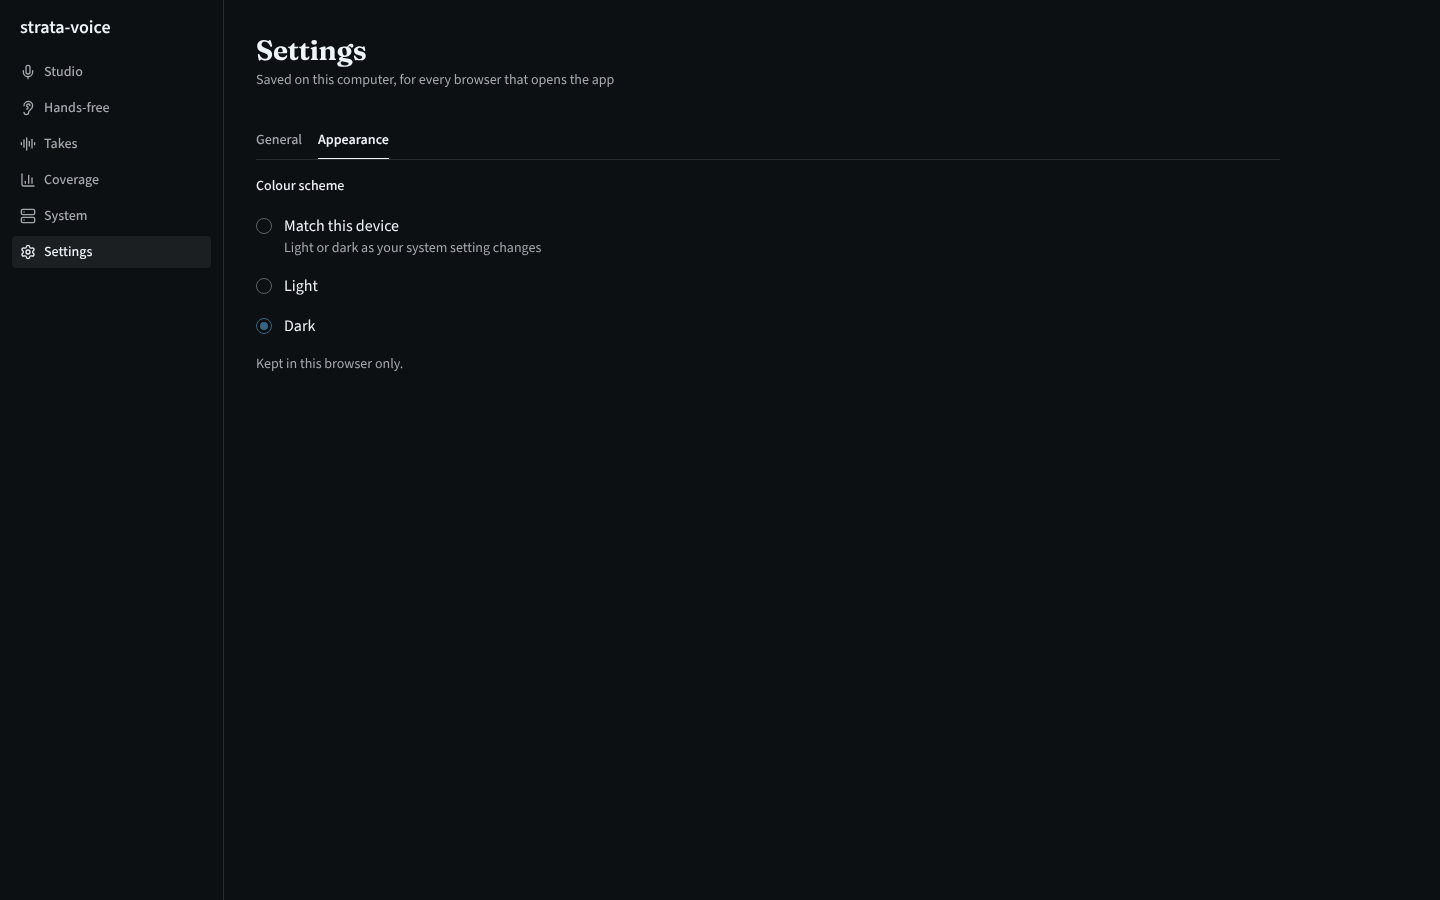 strata-voice
Studio
Hands-free
Takes
Coverage
System
Settings
Settings
Saved on this computer, for every browser that opens the app
General Appearance
Colour scheme
Match this device
Light or dark as your system setting changes
Light
Dark
Kept in this browser only.